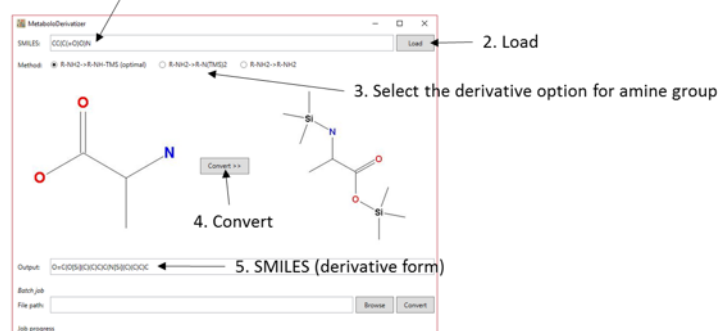 MetaboloDerivatizer
SMILES: CC(C(=O)O)N Load
2. Load
Method: R-NH2->R-NH-TMS (optimal) R-NH2->R-N(TMS)2 R-NH2->R-NH2
3. Select the derivative option for amine group
O
O
N
Convert >>
Si
N
O
O
Si
4. Convert
Output: O=C(O[Si](C)(C)C)C(N[Si](C)(C)C)C
5. SMILES (derivative form)
Batch job
File path: Browse Convert
Job progress